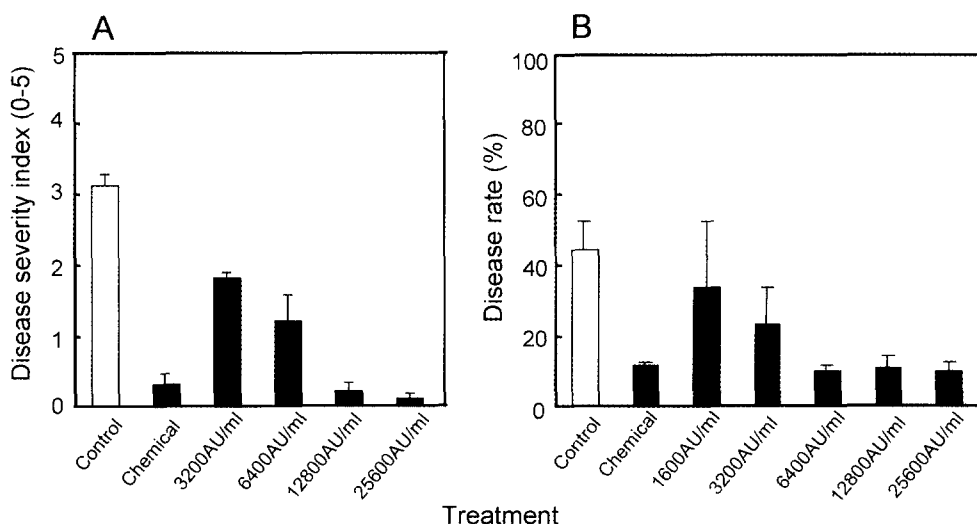 A
Disease severity index (0-5)
5
4
3
2
1
0
Control
Chemical
3200AU/ml
6400AU/ml
12800AU/ml
25600AU/ml
B
Disease rate (%)
100
80
60
40
20
0
Control
Chemical
1600AU/ml
3200AU/ml
6400AU/ml
12800AU/ml
25600AU/ml
Treatment